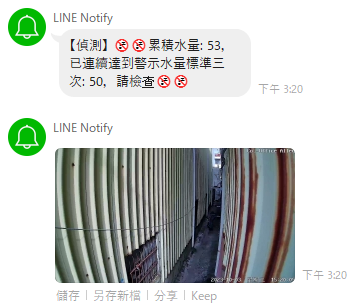 LINE Notify
【偵測】🚱🚱累積水量: 53,
已連續達到警示水量標準三
次: 50, 請檢查🚱🚱
下午 3:20
LINE Notify
下午 3:20
儲存 | 另存新檔 | 分享 | Keep